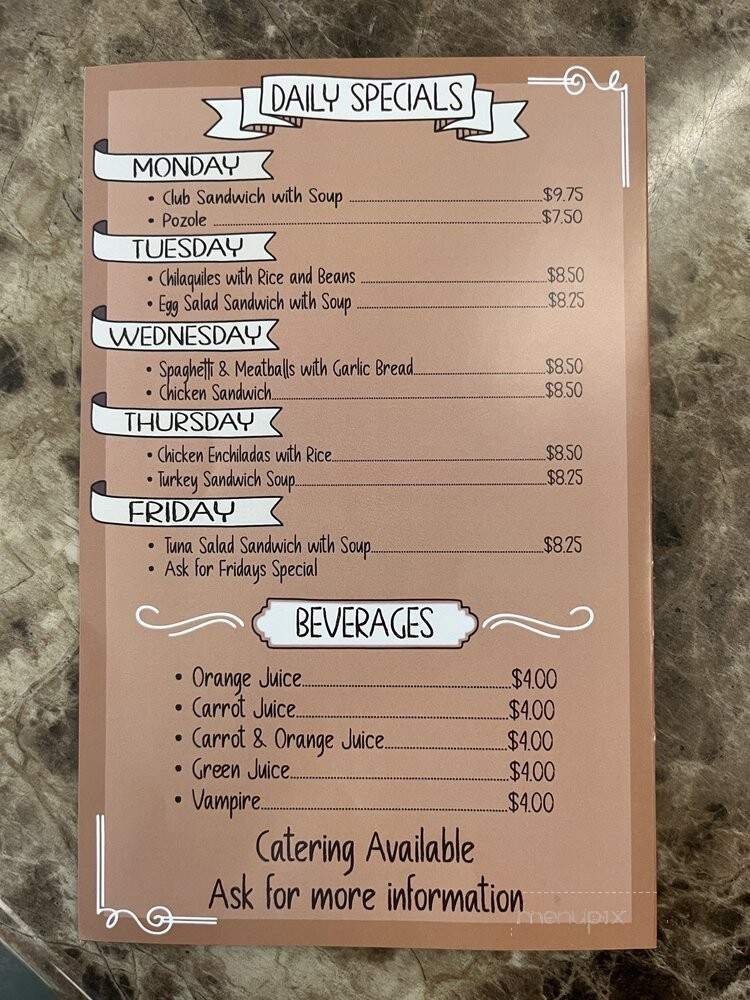 DAILY SPECIALS
MONDAY
• Club Sandwich with Soup ........ $9.75
• Pozole ........ $7.50
TUESDAY
• Chilaquiles with Rice and Beans ........ $8.50
• Egg Salad Sandwich with Soup ........ $8.25
WEDNESDAY
• Spaghetti & Meatballs with Garlic Bread........ $8.50
• Chicken Sandwich........ $8.50
THURSDAY
• Chicken Enchiladas with Rice........ $8.50
• Turkey Sandwich Soup........ $8.25
FRIDAY
• Tuna Salad Sandwich with Soup........ $8.25
• Ask for Fridays Special
BEVERAGES
• Orange Juice........ $4.00
• Carrot Juice........ $4.00
• Carrot & Orange Juice........ $4.00
• Green Juice........ $4.00
• Vampire........ $4.00
Catering Available
Ask for more information
menupix